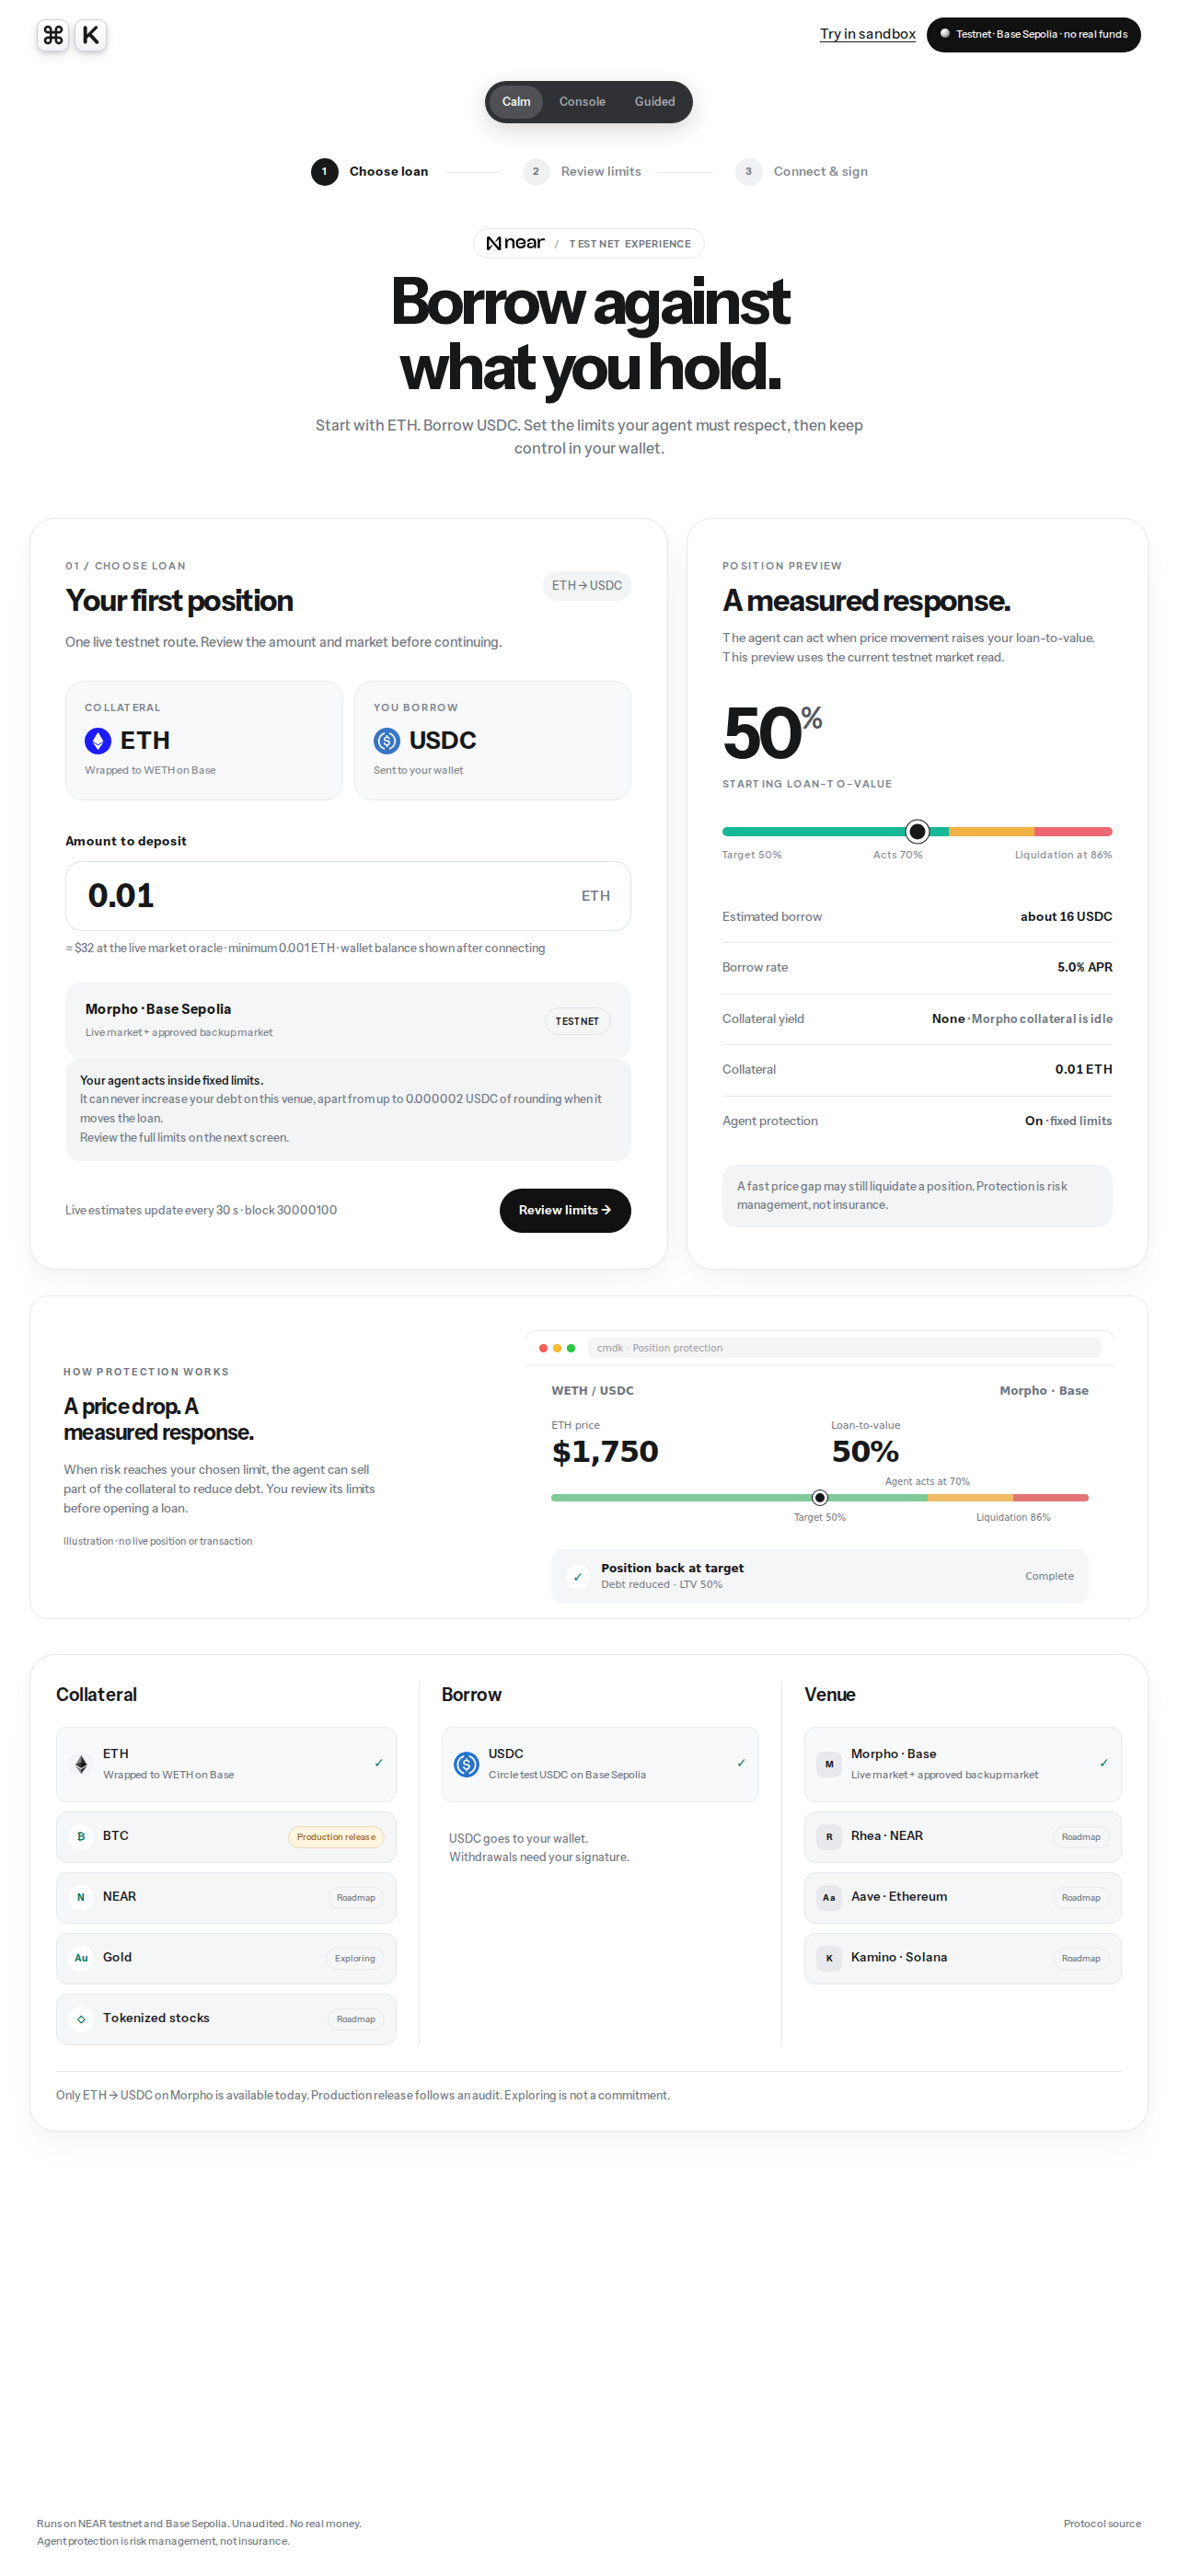 ⌘ K
Try in sandbox
Testnet · Base Sepolia · no real funds
Calm Console Guided
1 Choose loan 2 Review limits 3 Connect & sign
near / TESTNET EXPERIENCE
Borrow against
what you hold.
Start with ETH. Borrow USDC. Set the limits your agent must respect, then keep
control in your wallet.
01 / CHOOSE LOAN
Your first position
ETH → USDC
One live testnet route. Review the amount and market before continuing.
COLLATERAL
ETH
Wrapped to WETH on Base
YOU BORROW
USDC
Sent to your wallet
Amount to deposit
0.01 ETH
≈ $32 at the live market oracle · minimum 0.001 ETH · wallet balance shown after connecting
Morpho · Base Sepolia
Live market + approved backup market
TESTNET
Your agent acts inside fixed limits.
It can never increase your debt on this venue, apart from up to 0.000002 USDC of rounding when it
moves the loan.
Review the full limits on the next screen.
Live estimates update every 30 s · block 30000100
Review limits →
POSITION PREVIEW
A measured response.
The agent can act when price movement raises your loan-to-value.
This preview uses the current testnet market read.
50%
STARTING LOAN-TO-VALUE
Target 50% Acts 70% Liquidation at 86%
Estimated borrow about 16 USDC
Borrow rate 5.0% APR
Collateral yield None · Morpho collateral is idle
Collateral 0.01 ETH
Agent protection On · fixed limits
A fast price gap may still liquidate a position. Protection is risk
management, not insurance.
HOW PROTECTION WORKS
A price drop. A
measured response.
When risk reaches your chosen limit, the agent can sell
part of the collateral to reduce debt. You review its limits
before opening a loan.
Illustration · no live position or transaction
cmdk · Position protection
WETH / USDC Morpho · Base
ETH price Loan-to-value
$1,750 50%
Agent acts at 70%
Target 50% Liquidation 86%
✓ Position back at target
Debt reduced · LTV 50%
Complete
Collateral
ETH
Wrapped to WETH on Base
✓
₿ BTC Production release
N NEAR Roadmap
Au Gold Exploring
◇ Tokenized stocks Roadmap
Borrow
USDC
Circle test USDC on Base Sepolia
✓
USDC goes to your wallet.
Withdrawals need your signature.
Venue
M Morpho · Base
Live market + approved backup market
✓
R Rhea · NEAR Roadmap
Aa Aave · Ethereum Roadmap
K Kamino · Solana Roadmap
Only ETH → USDC on Morpho is available today. Production release follows an audit. Exploring is not a commitment.
Runs on NEAR testnet and Base Sepolia. Unaudited. No real money.
Agent protection is risk management, not insurance.
Protocol source